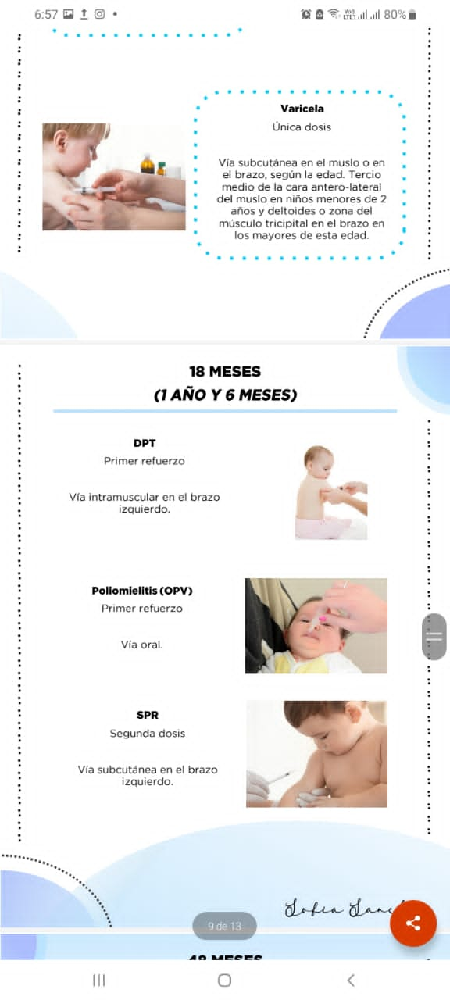 6:57
Vo)
LTE1
80%
Varicela
Única dosis
Vía subcutánea en el muslo o en
el brazo, según la edad. Tercio
medio de la cara antero-lateral
del muslo en niños menores de 2
años y deltoides o zona del
músculo tricipital en el brazo en
los mayores de esta edad.
18 MESES
(1 AÑO Y 6 MESES)
DPT
Primer refuerzo
Vía intramuscular en el brazo
izquierdo.
Poliomielitis (OPV)
Primer refuerzo
Vía oral.
SPR
Segunda dosis
Vía subcutánea en el brazo
izquierdo.
Sofia
9 de 13
MESES